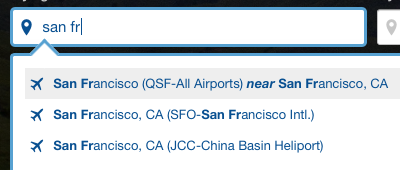 san fr
San Francisco (QSF-All Airports) near San Francisco, CA
San Francisco, CA (SFO-San Francisco Intl.)
San Francisco, CA (JCC-China Basin Heliport)